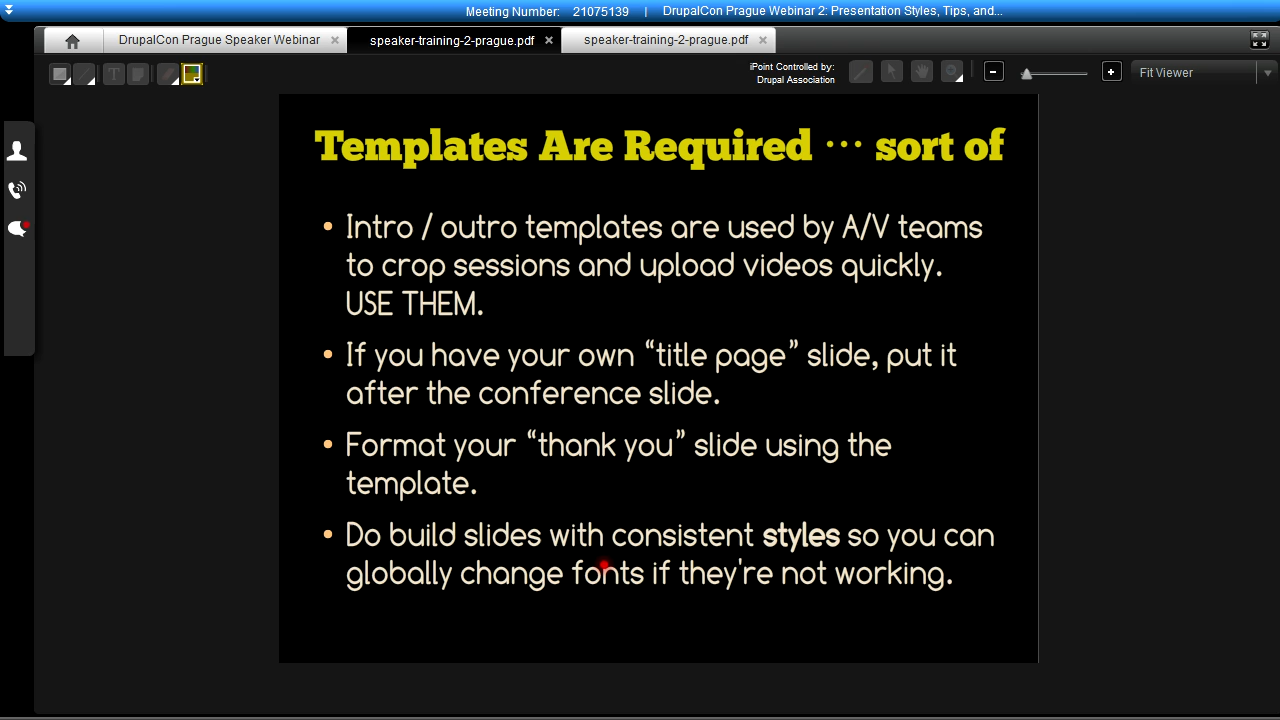 Meeting Number: 21075139 | DrupalCon Prague Webinar 2: Presentation Styles, Tips, and...
DrupalCon Prague Speaker Webinar × speaker-training-2-prague.pdf × speaker-training-2-prague.pdf ×
iPoint Controlled by:
Drupal Association
Fit Viewer
Templates Are Required … sort of
• Intro / outro templates are used by A/V teams
to crop sessions and upload videos quickly.
USE THEM.
• If you have your own “title page” slide, put it
after the conference slide.
• Format your “thank you” slide using the
template.
• Do build slides with consistent styles so you can
globally change fonts if they're not working.